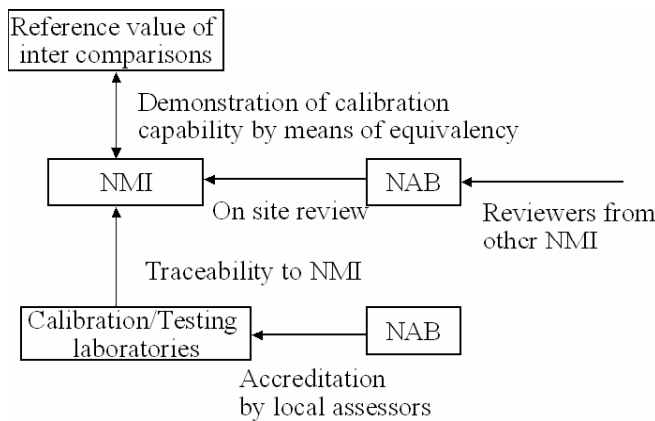 Reference value of
inter comparisons
Demonstration of calibration
capability by means of equivalency
NMI
NAB
On site review
Reviewers from
other NMI
Traceability to NMI
Calibration/Testing
laboratories
NAB
Accreditation
by local assessors